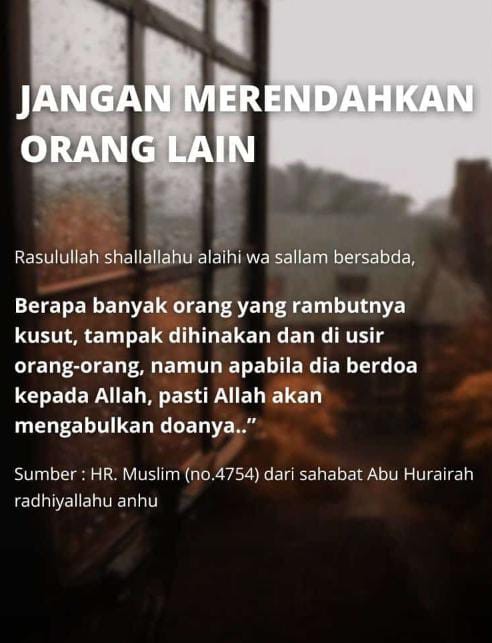 JANGAN MERENDAHKAN
ORANG LAIN
Rasulullah shallallahu alaihi wa sallam bersabda,
Berapa banyak orang yang rambutnya
kusut, tampak dihinakan dan di usir
orang-orang, namun apabila dia berdoa
kepada Allah, pasti Allah akan
mengabulkan doanya..”
Sumber : HR. Muslim (no.4754) dari sahabat Abu Hurairah
radhiyallahu anhu